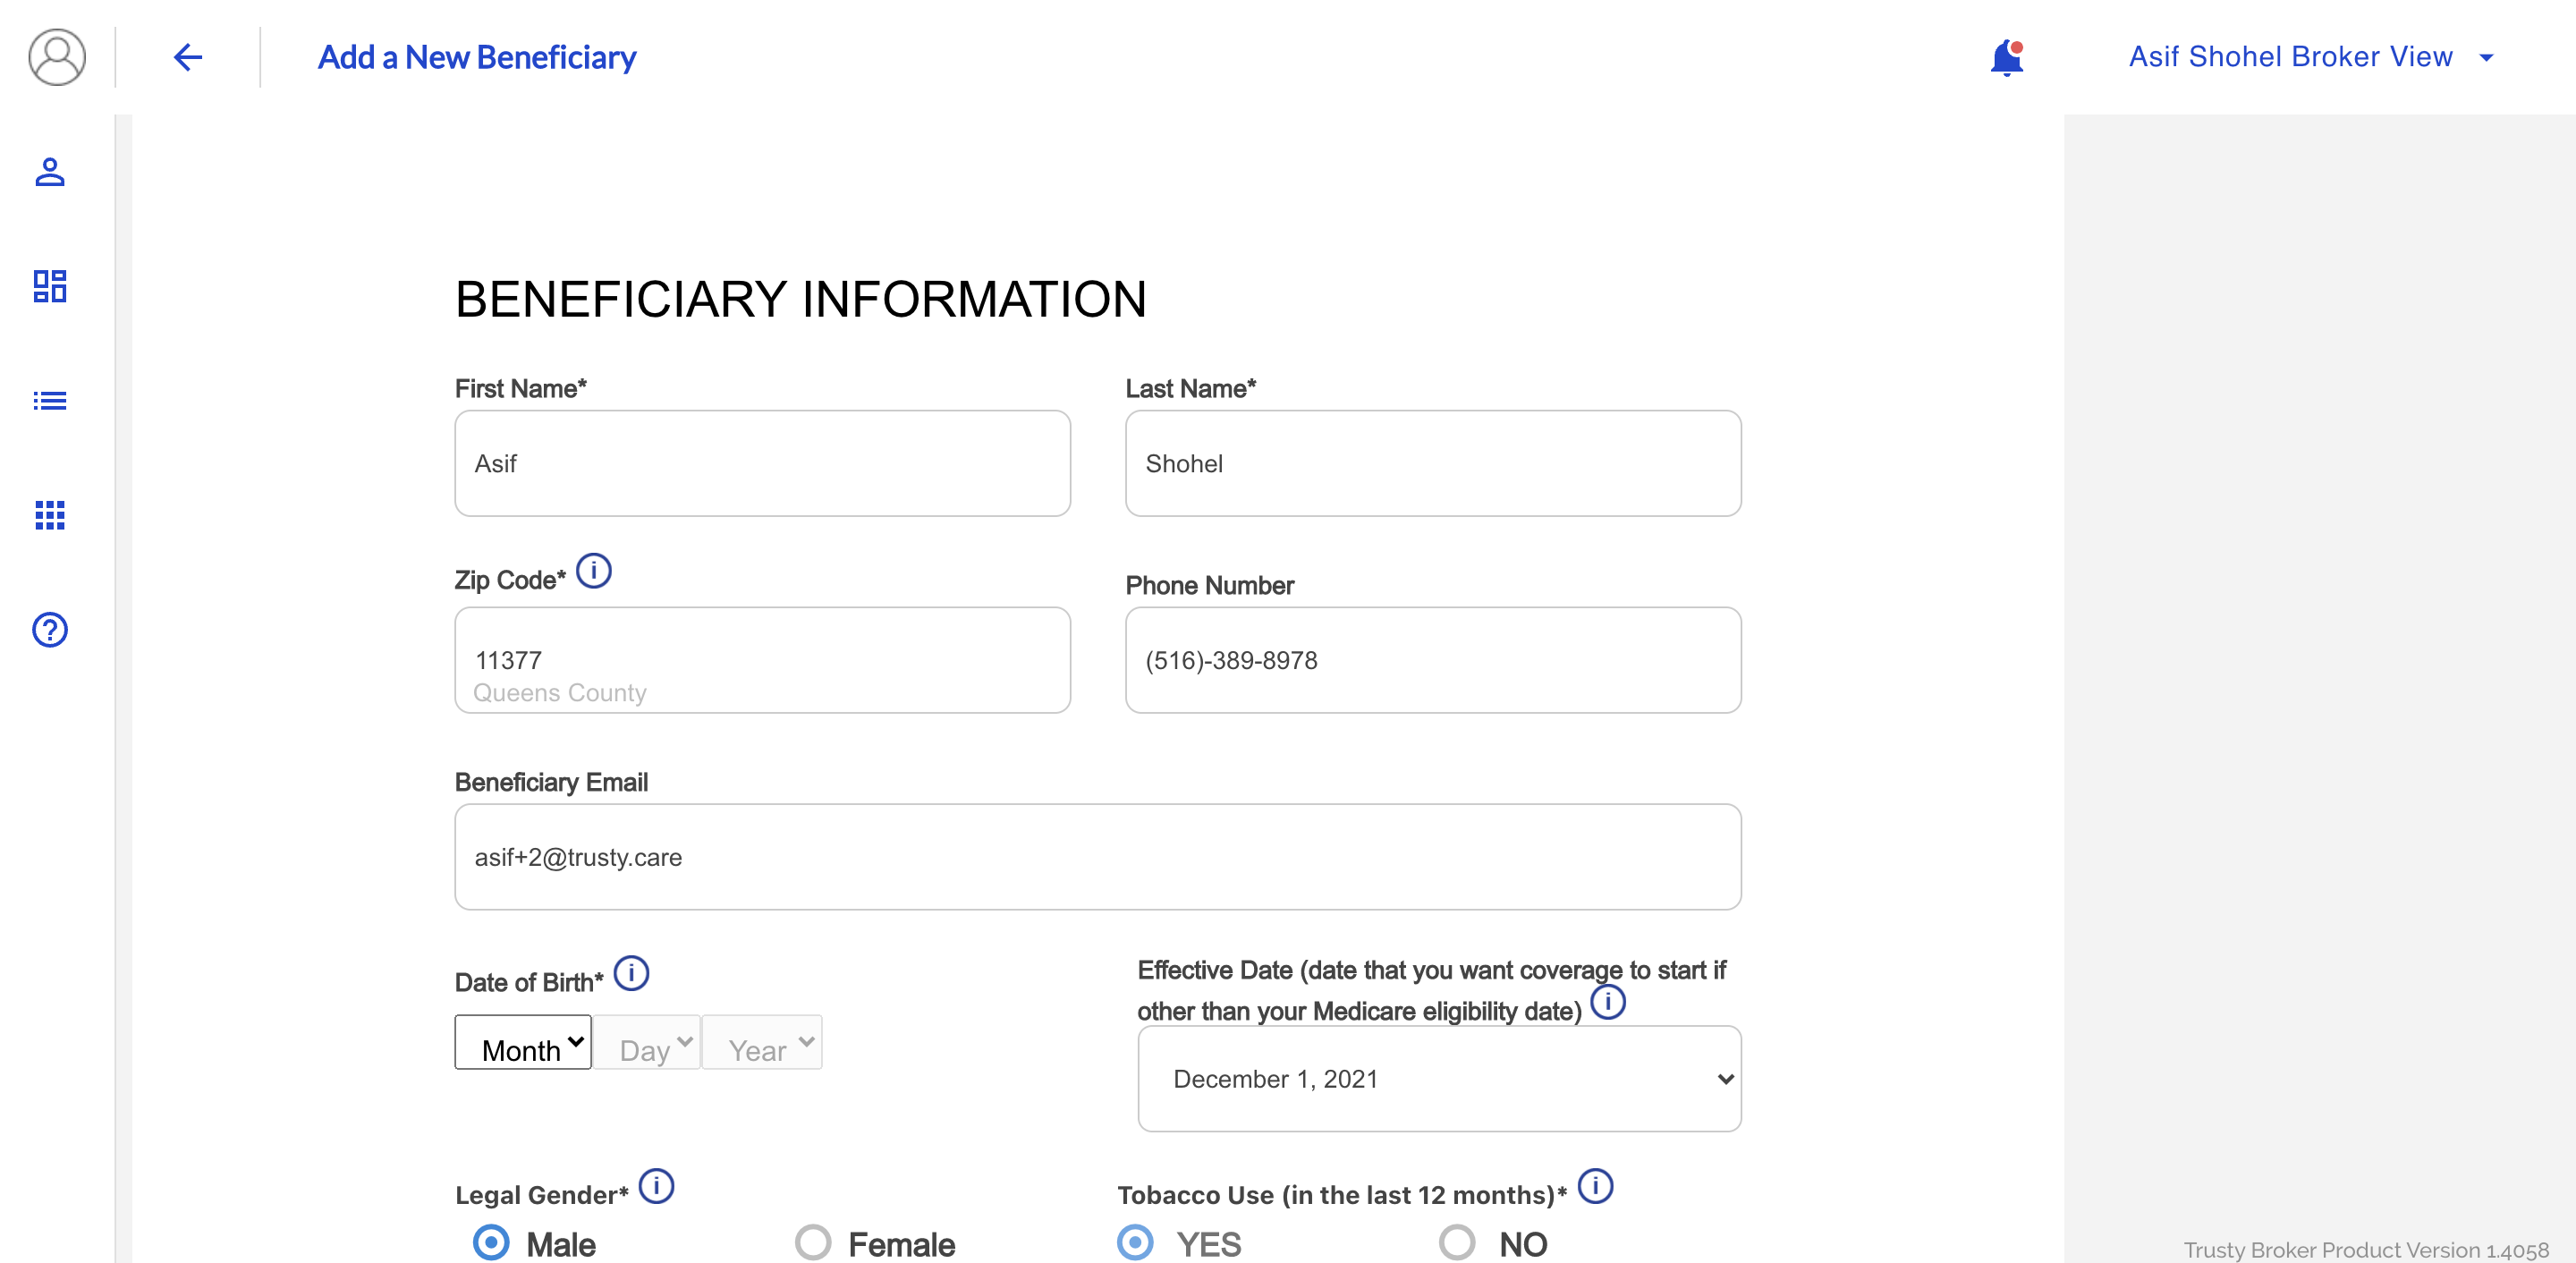 Add a New Beneficiary
Asif Shohel Broker View
BENEFICIARY INFORMATION
First Name*
Last Name*
Asif
Shohel
Zip Code*
Phone Number
11377
Queens County
(516)-389-8978
Beneficiary Email
asif+2@trusty.care
Date of Birth*
Effective Date (date that you want coverage to start if
other than your Medicare eligibility date)
Month
Day
Year
December 1, 2021
Legal Gender*
Tobacco Use (in the last 12 months)*
Male
Female
YES
NO
Trusty Broker Product Version 1.4058